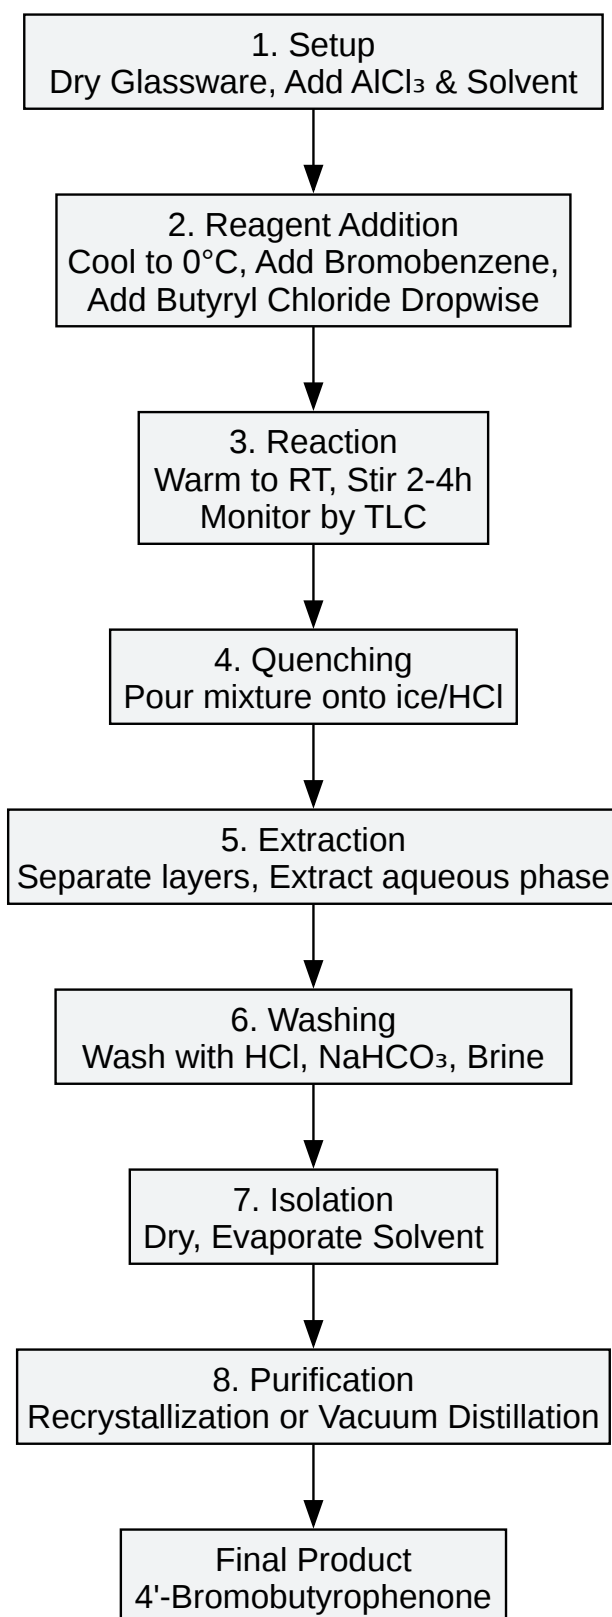 1. Setup
Dry Glassware, Add AlCl₃ & Solvent
2. Reagent Addition
Cool to 0°C, Add Bromobenzene,
Add Butyryl Chloride Dropwise
3. Reaction
Warm to RT, Stir 2-4h
Monitor by TLC
4. Quenching
Pour mixture onto ice/HCl
5. Extraction
Separate layers, Extract aqueous phase
6. Washing
Wash with HCl, NaHCO₃, Brine
7. Isolation
Dry, Evaporate Solvent
8. Purification
Recrystallization or Vacuum Distillation
Final Product
4'-Bromobutyrophenone